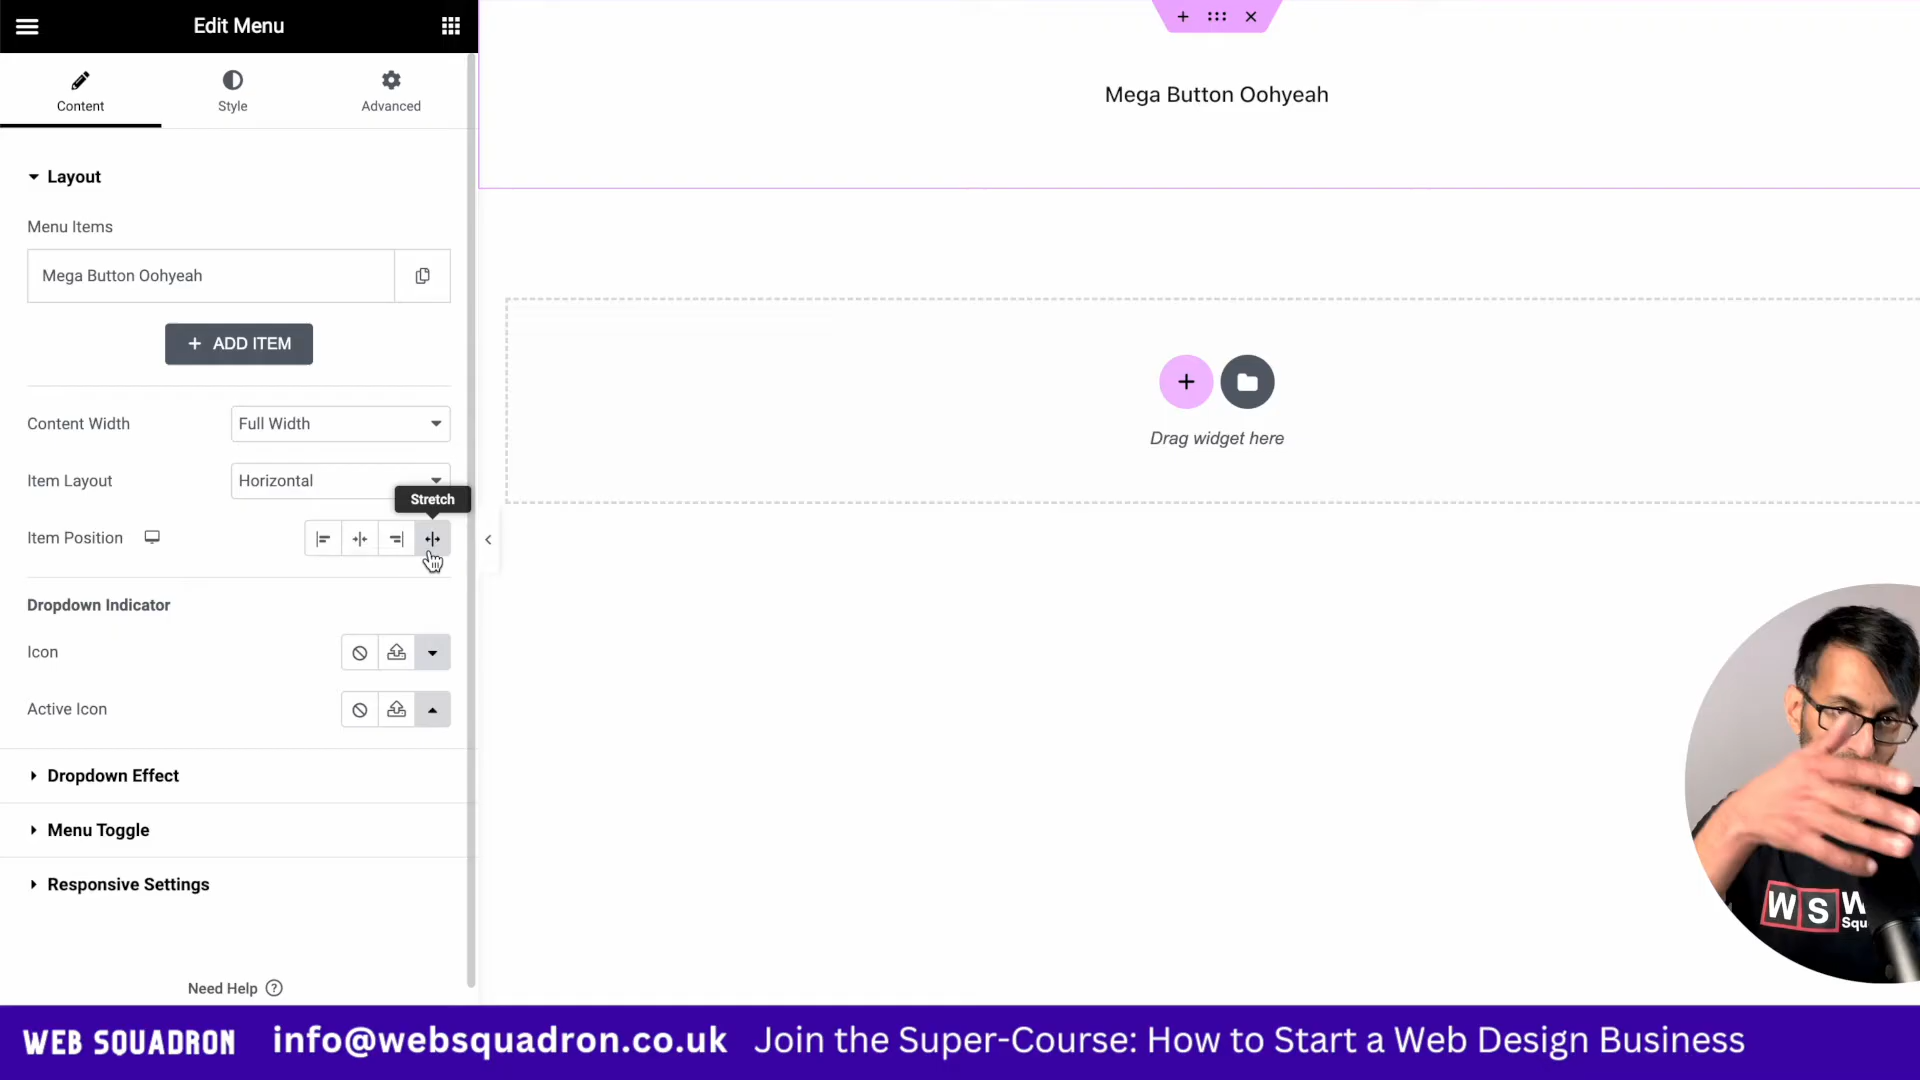 Edit Menu
Content
Style
Advanced
Layout
Menu Items
Mega Button Oohyeah
+ ADD ITEM
Content Width
Full Width
Item Layout
Horizontal
Stretch
Item Position
Dropdown Indicator
Icon
Active Icon
Dropdown Effect
Menu Toggle
Responsive Settings
Need Help ?
Mega Button Oohyeah
Drag widget here
W S W
Squ
WEB SQUADRON info@websquadron.co.uk Join the Super-Course: How to Start a Web Design Business